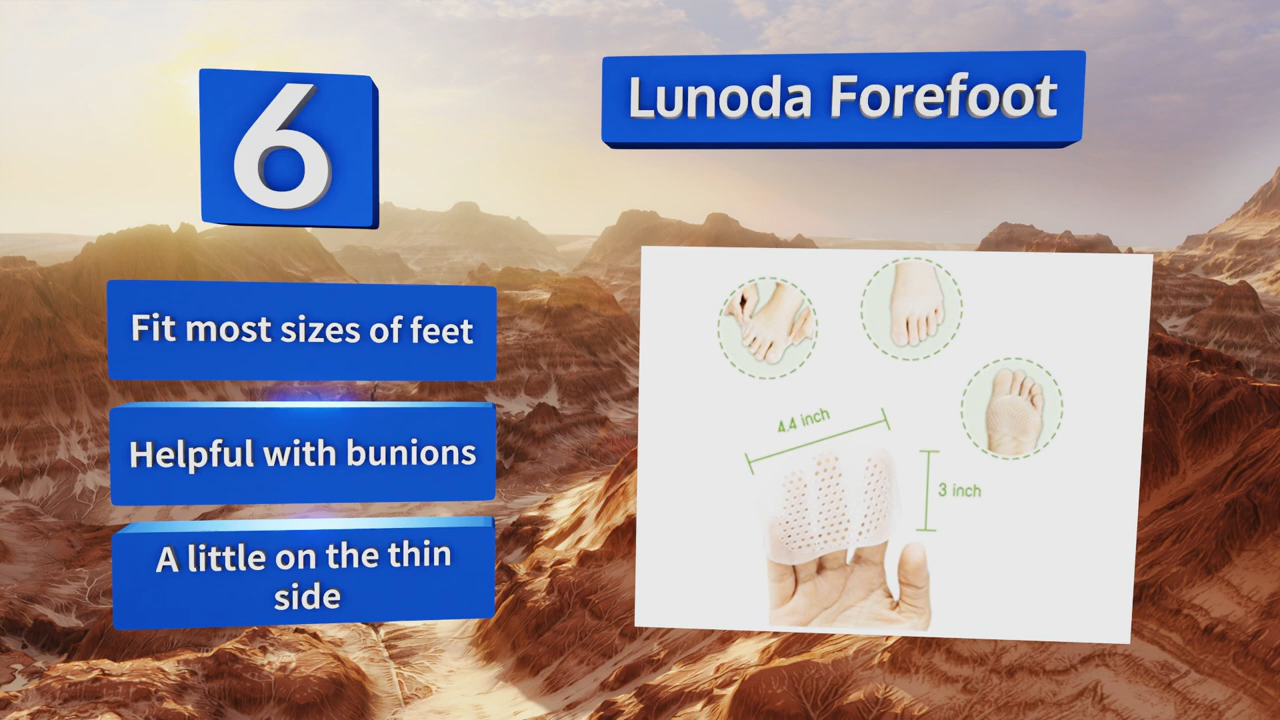 6
Lunoda Forefoot
Fit most sizes of feet
Helpful with bunions
A little on the thin
side
4.4 inch
3 inch